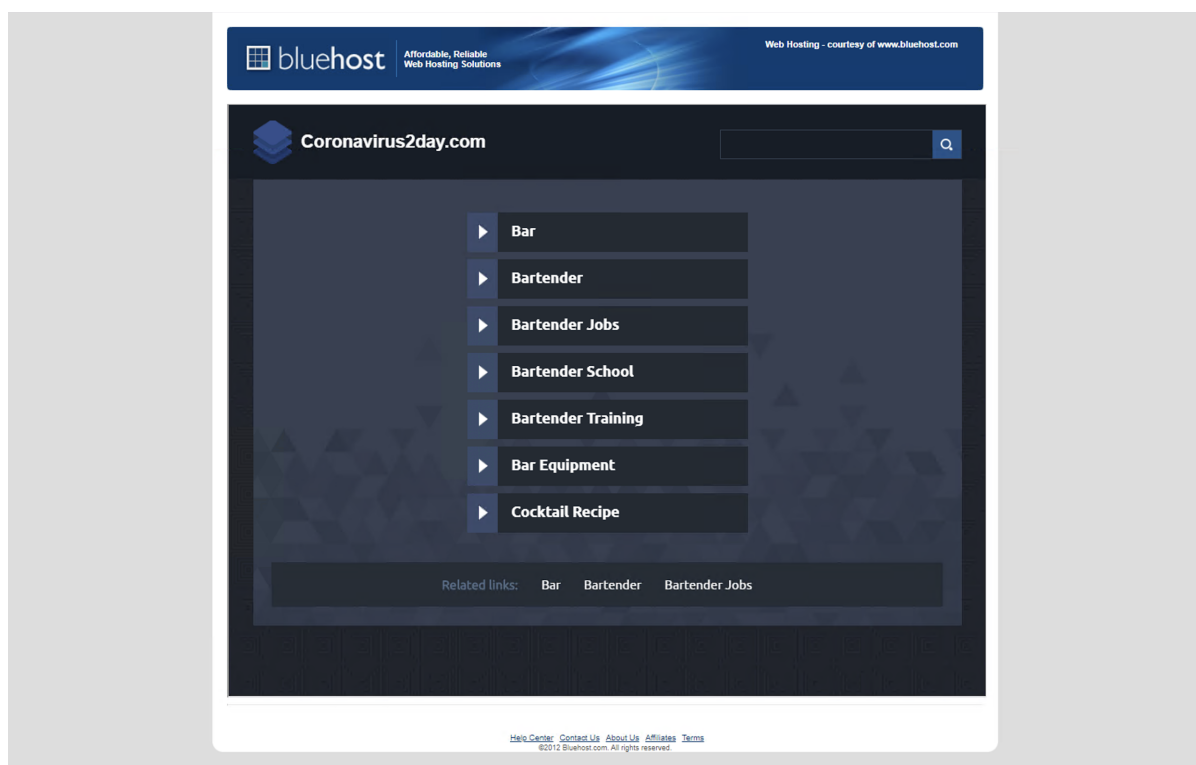 bluehost
Affordable, Reliable
Web Hosting Solutions
Web Hosting - courtesy of www.bluehost.com
Coronavirus2day.com
Bar
Bartender
Bartender Jobs
Bartender School
Bartender Training
Bar Equipment
Cocktail Recipe
Related links: Bar Bartender Bartender Jobs
Help Center Contact Us About Us Affiliates Terms
©2012 Bluehost.com. All rights reserved.